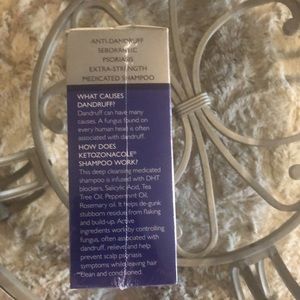 ANTI-DANDRUFF
SEBORRHEIC
PSORIASIS
EXTRA-STRENGTH
MEDICATED SHAMPOO
WHAT CAUSES
DANDRUFF?
Dandruff can have many
causes. A fungus found on
every human head is often
associated with dandruff.
HOW DOES
KETOZONACOLE
SHAMPOO WORK?
This deep cleansing medicated
shampoo is infused with DHT
blockers, Salicylic Acid, Tea
Tree Oil, Peppermint Oil,
Rosemary oil. It helps de-gunk
stubborn residue from flaking
and build-up. Active
ingredients work by controlling
fungus, often associated with
dandruff, relieve and help
prevent scalp psoriasis
symptoms while leaving hair
clean and conditioned.